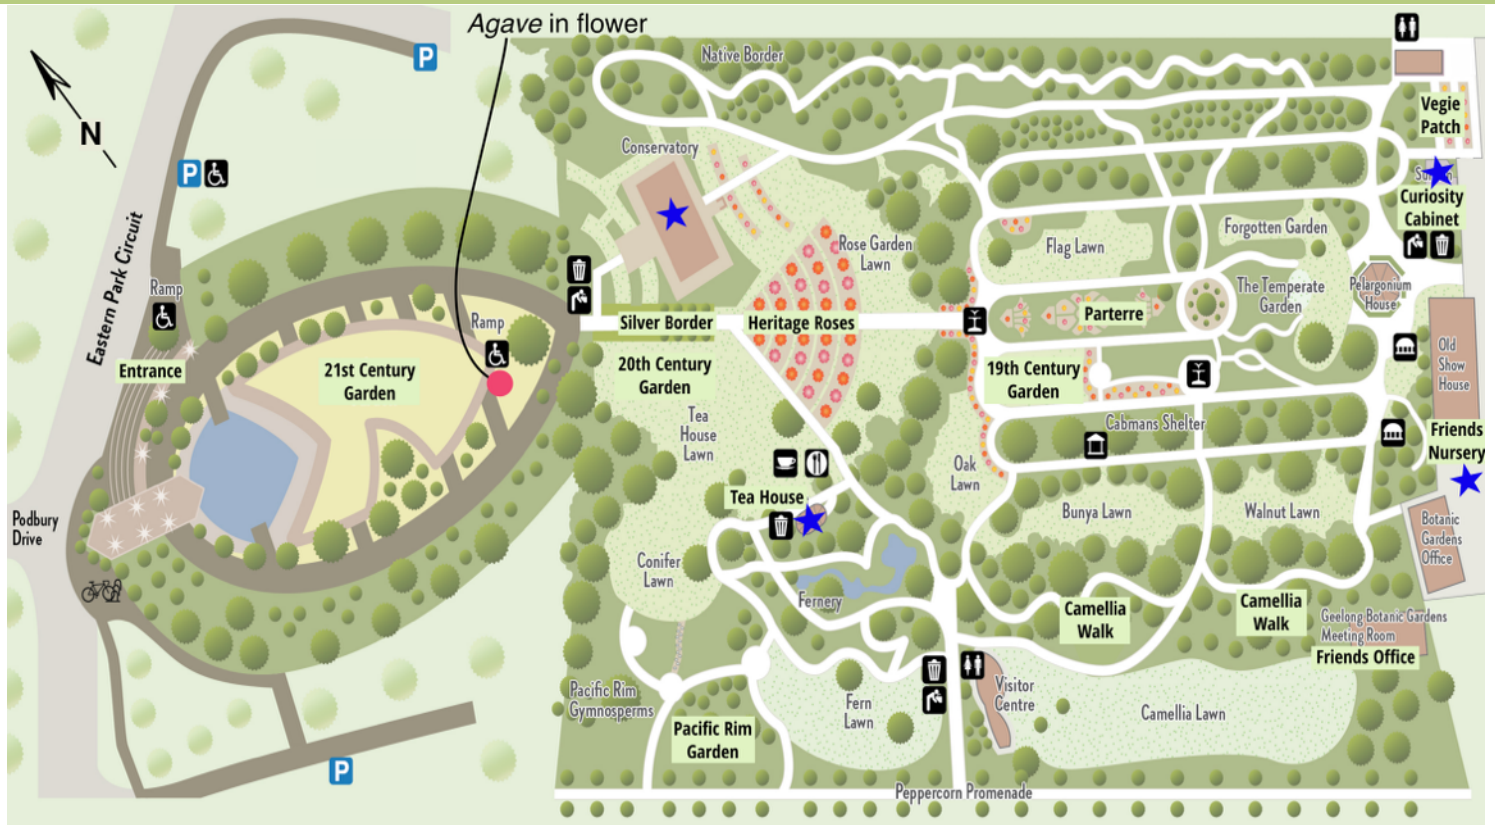 Agave in flower
P
Native Border
N
Vegie
Patch
Conservatory
P
Curiosity
Cabinet
Eastern Park Circuit
Rose Garden
Lawn
Flag Lawn
Forgotten Garden
Ramp
The Temperate
Garden
Pelargonium
House
Ramp
Silver Border
Heritage Roses
Parterre
Entrance
21st Century
Garden
20th Century
Garden
19th Century
Garden
Old
Show
House
Tea
House
Lawn
Cabmans Shelter
Friends
Nursery
Oak
Lawn
Tea House
Bunya Lawn
Walnut Lawn
Podbury
Drive
Botanic
Gardens
Office
Conifer
Lawn
Fernery
Camellia
Walk
Camellia
Walk
Geelong Botanic Gardens
Meeting Room
Friends Office
Pacific Rim
Gymnosperms
Visitor
Centre
Fern
Lawn
Camellia Lawn
Pacific Rim
Garden
P
Peppercorn Promenade